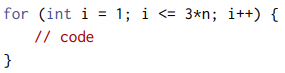 for (int i = 1; i <= 3*n; i++) {
    // code
}